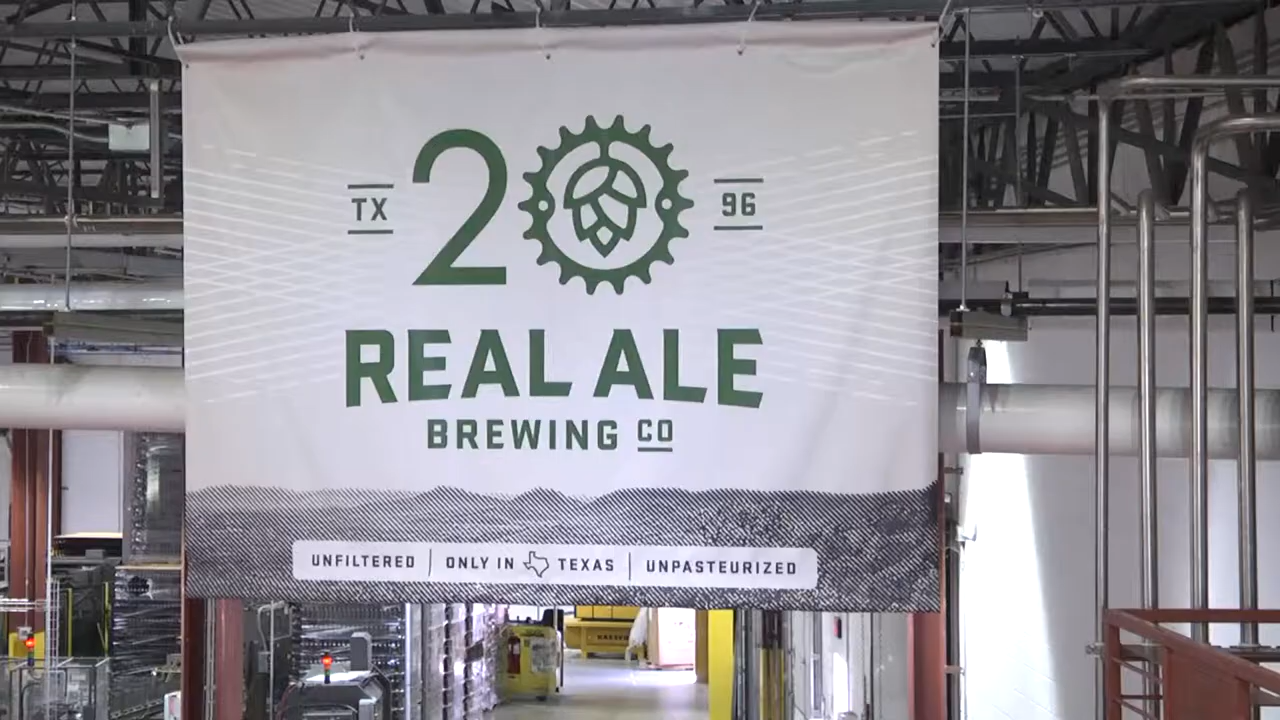 TX 20 96
REAL ALE
BREWING CO
UNFILTERED | ONLY IN TEXAS | UNPASTEURIZED